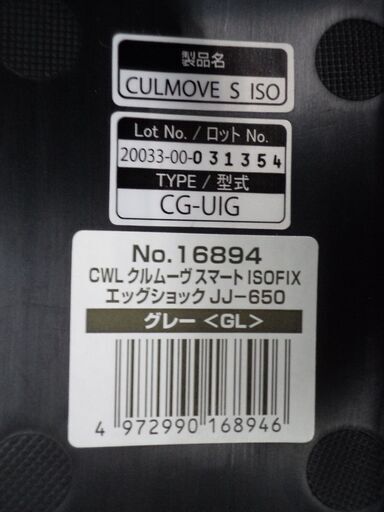 製品名
CULMOVE S ISO
Lot No. / ロット No.
20033-00-031354
TYPE / 型式
CG-UIG
No.16894
CWL クルムーヴスマート ISOFIX
エッグショック JJ-650
グレー <GL>
4 972990 168946